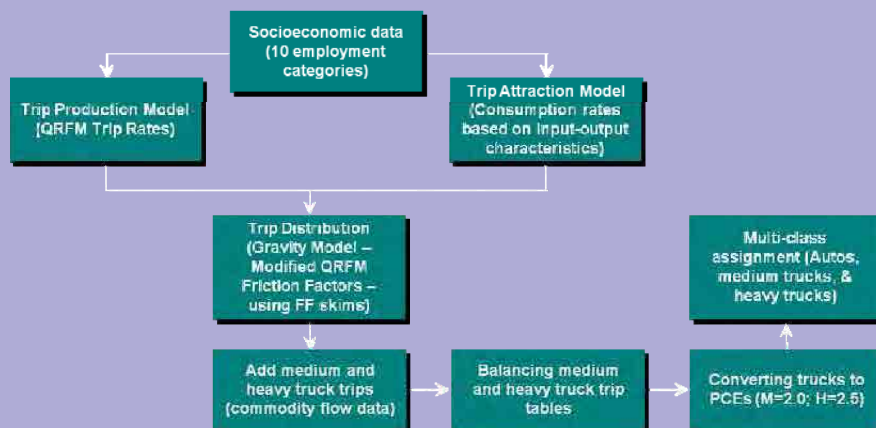 Socioeconomic data
(10 employment
categories)
Trip Production Model
(QRFM Trip Rates)
Trip Attraction Model
(Consumption rates
based on input-output
characteristics)
Trip Distribution
(Gravity Model –
Modified QRFM
Friction Factors –
using FF skims)
Multi-class
assignment (Autos,
medium trucks, &
heavy trucks)
Add medium and
heavy truck trips
(commodity flow data)
Balancing medium
and heavy truck trip
tables
Converting trucks to
PCEs (M=2.0; H=2.5)